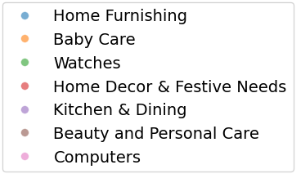 Home Furnishing
Baby Care
Watches
Home Decor & Festive Needs
Kitchen & Dining
Beauty and Personal Care
Computers